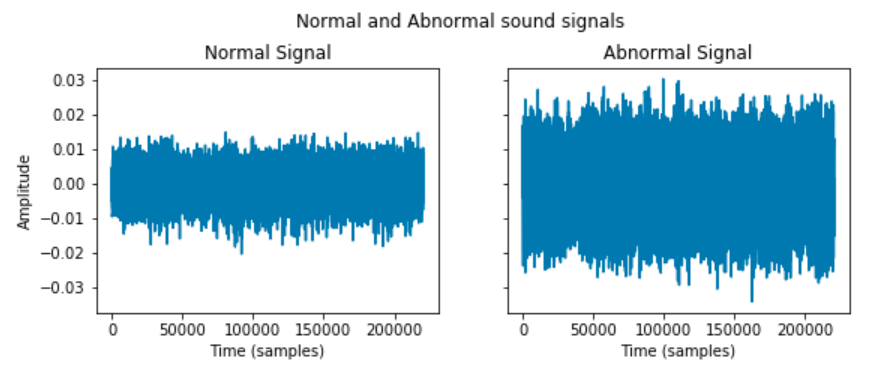 Normal and Abnormal sound signals
Normal Signal
Abnormal Signal
0.03
0.02
0.01
0.00
−0.01
−0.02
−0.03
Amplitude
0 50000 100000 150000 200000
0 50000 100000 150000 200000
Time (samples)
Time (samples)